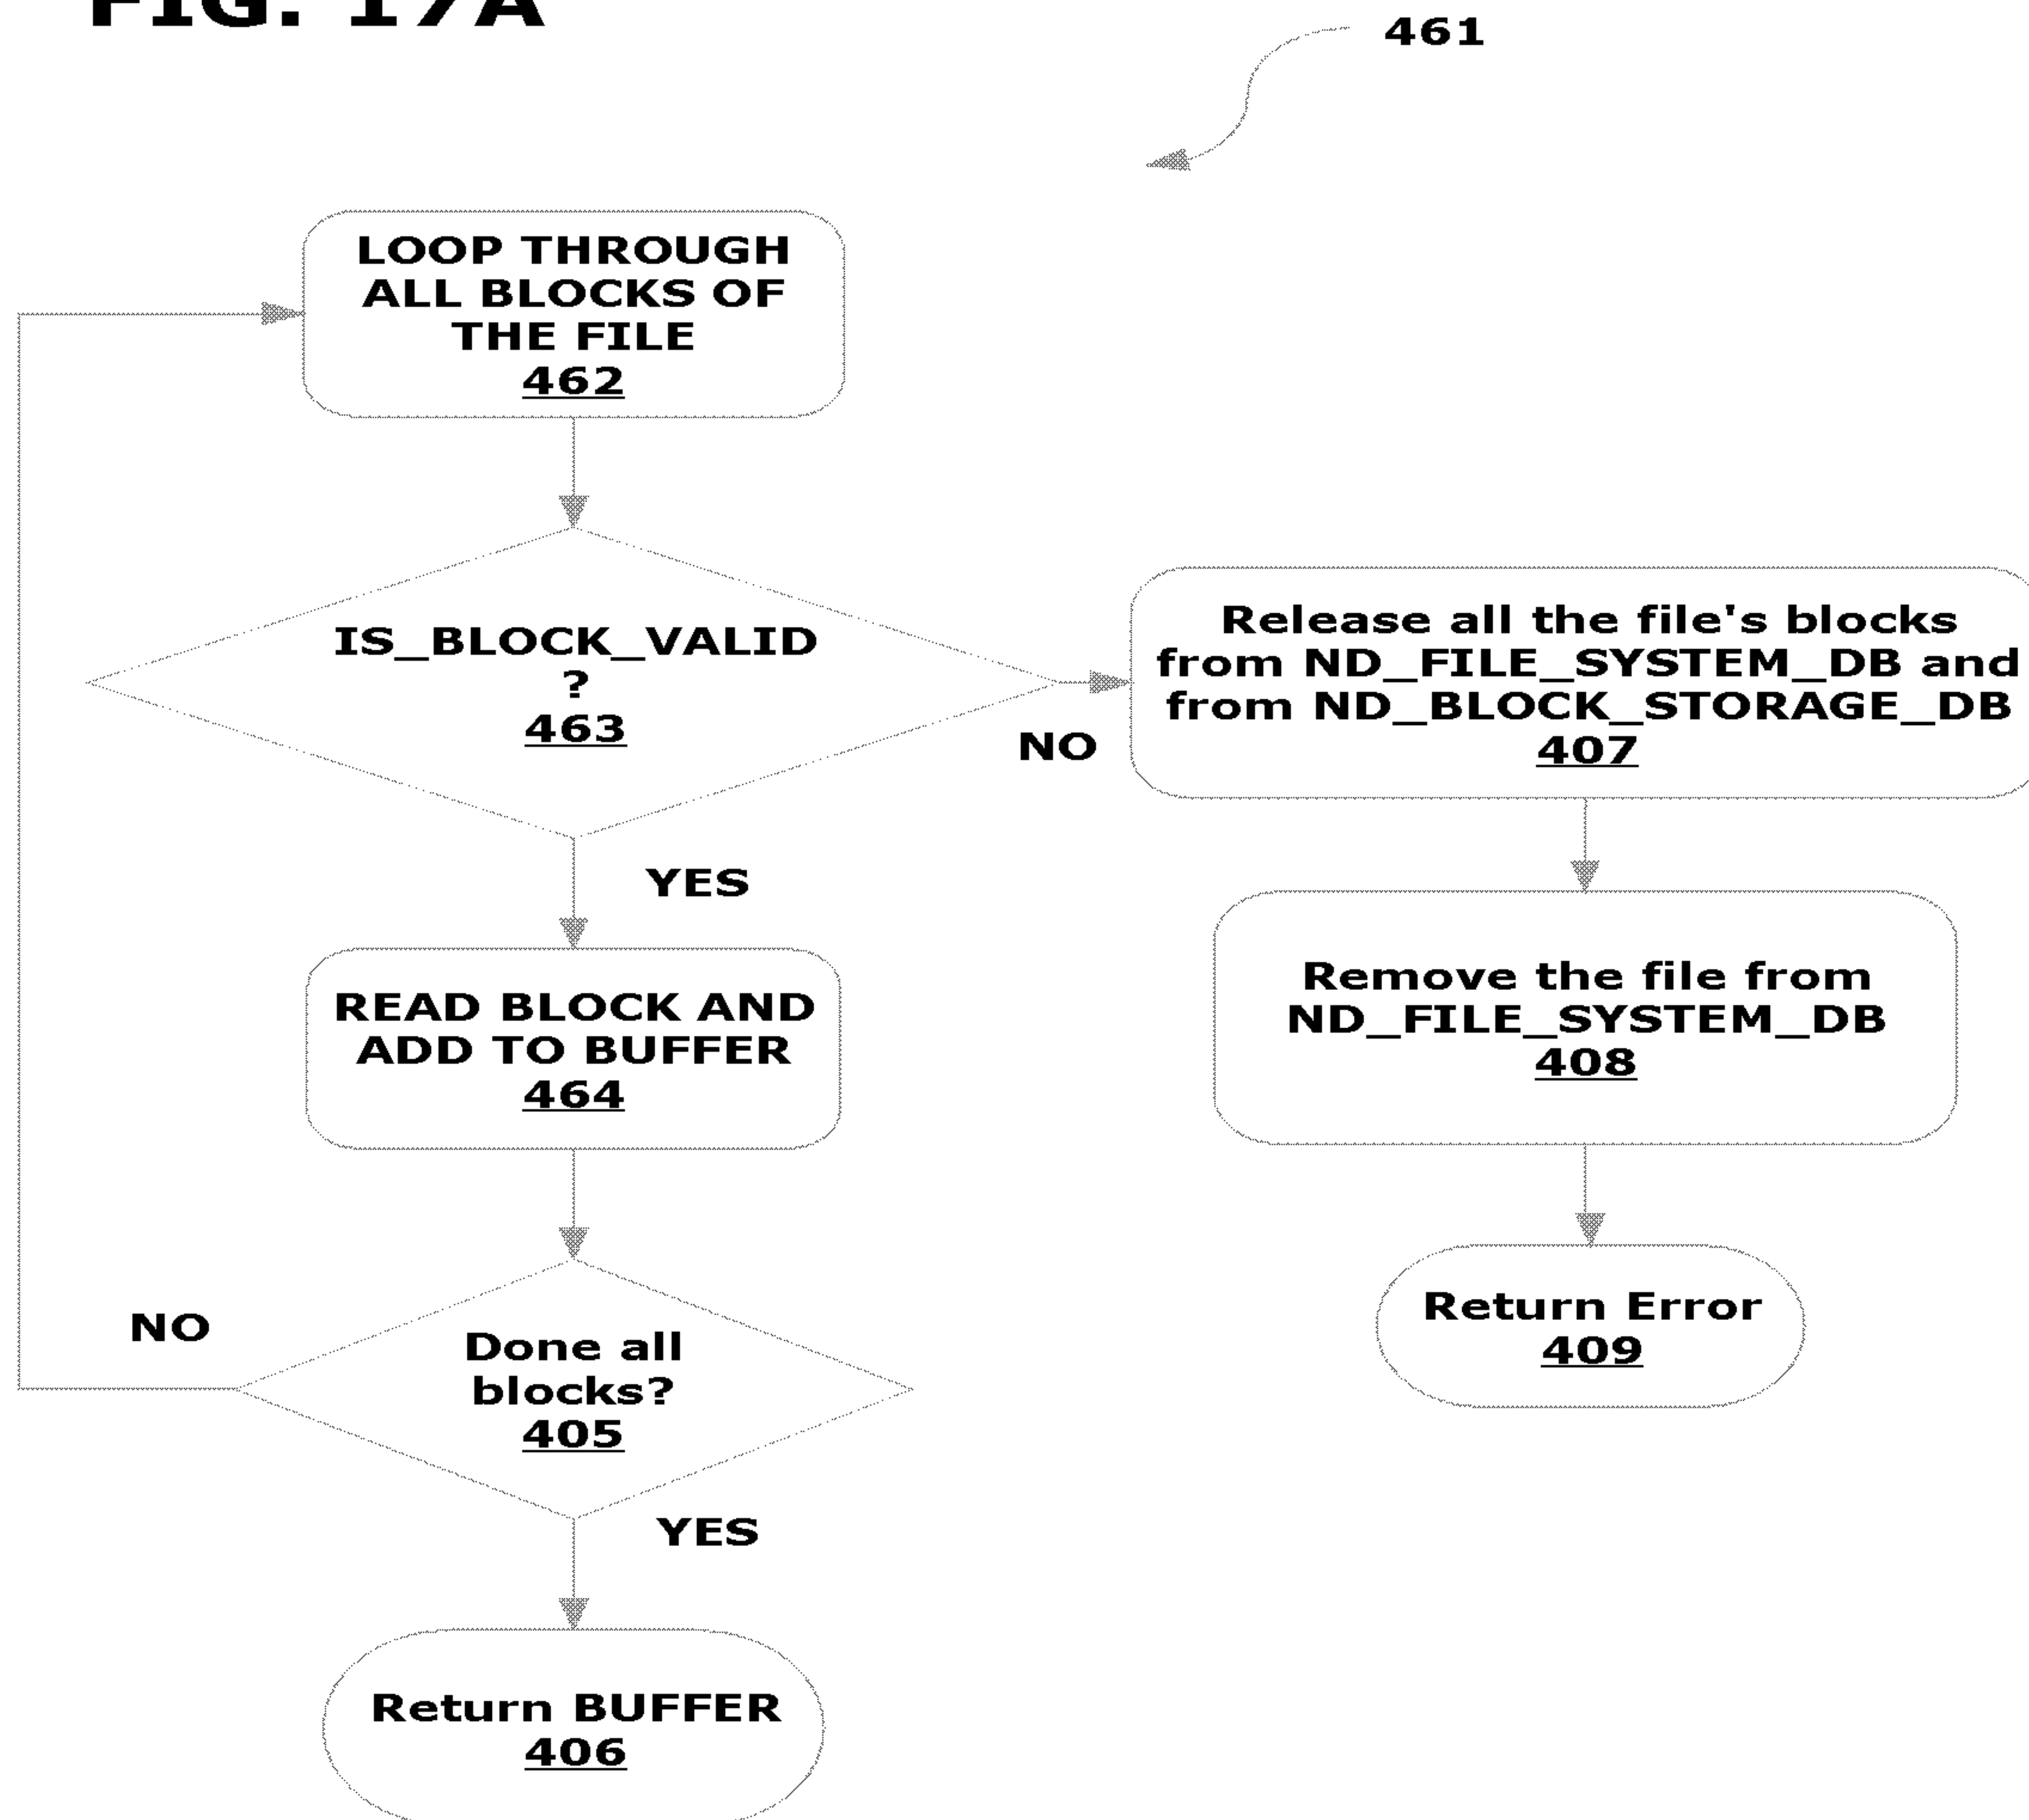 FIG. 17A
461
LOOP THROUGH
ALL BLOCKS OF
THE FILE
462
IS_BLOCK_VALID
?
463
NO
Release all the file's blocks
from ND_FILE_SYSTEM_DB and
from ND_BLOCK_STORAGE_DB
407
YES
READ BLOCK AND
ADD TO BUFFER
464
Remove the file from
ND_FILE_SYSTEM_DB
408
NO
Done all
blocks?
405
Return Error
409
YES
Return BUFFER
406